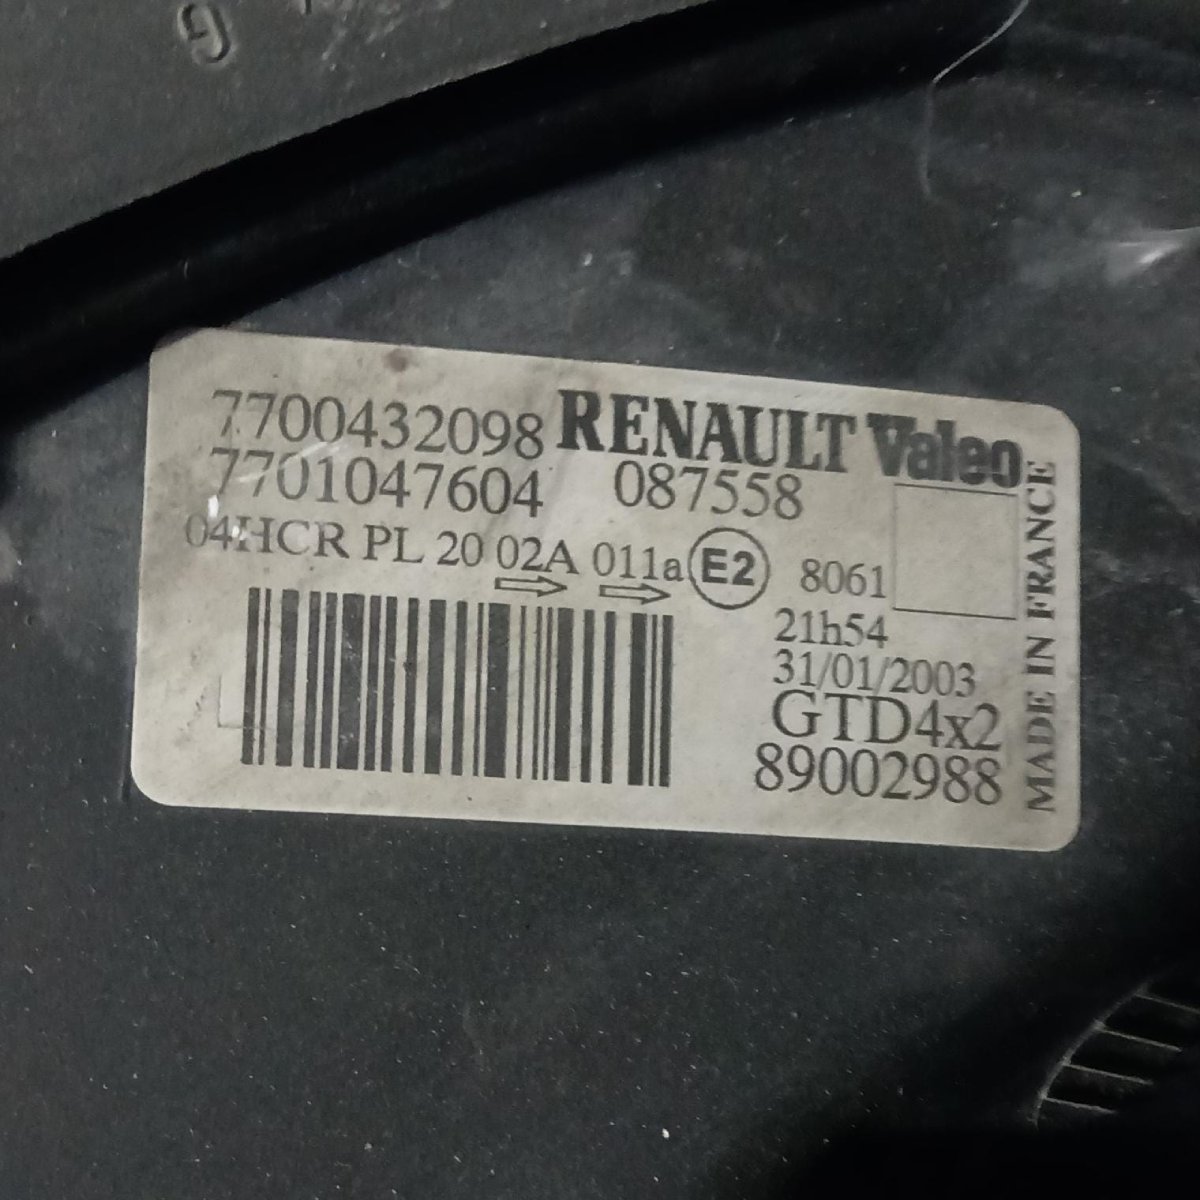 G
7700432098 RENAULT Valeo
7701047604 087558
04HCR PL 20 02A 011a E2 8061
21h54
31/01/2003
GTD4x2
89002988
MADE IN FRANCE